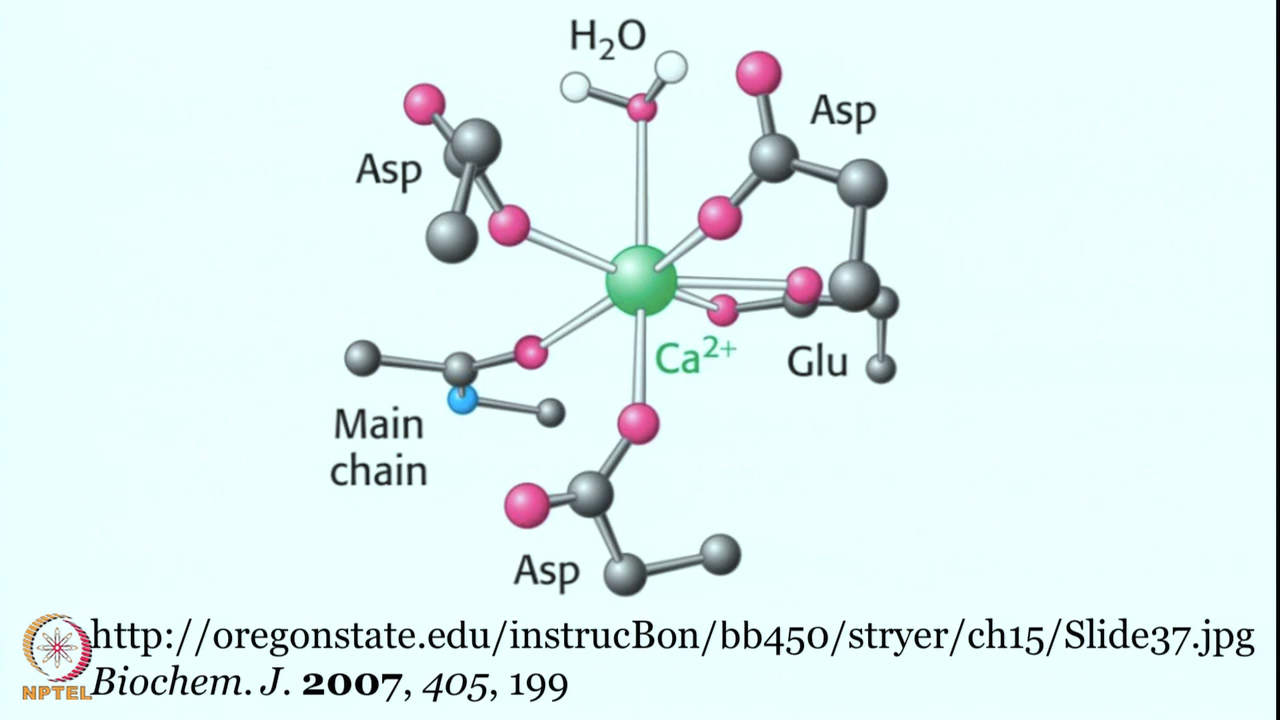 H₂O
Asp
Asp
Ca²⁺
Glu
Main
chain
Asp
http://oregonstate.edu/instrucBon/bb450/stryer/ch15/Slide37.jpg
Biochem. J. 2007, 405, 199
NPTEL